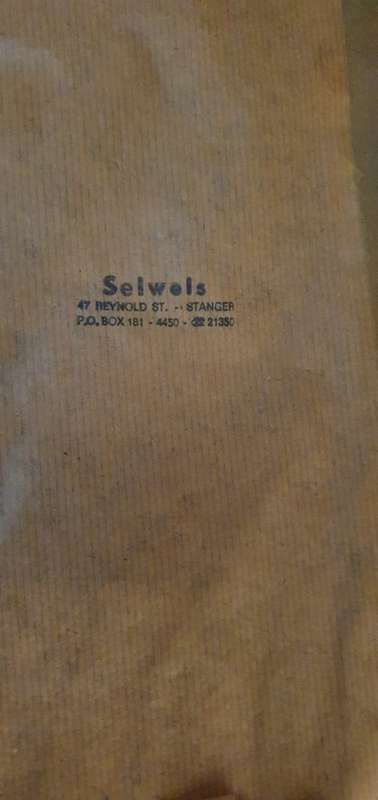 Selwels
47 REYNOLD ST. - STANGER
P.O. BOX 181 - 4450 - ☎ 21350